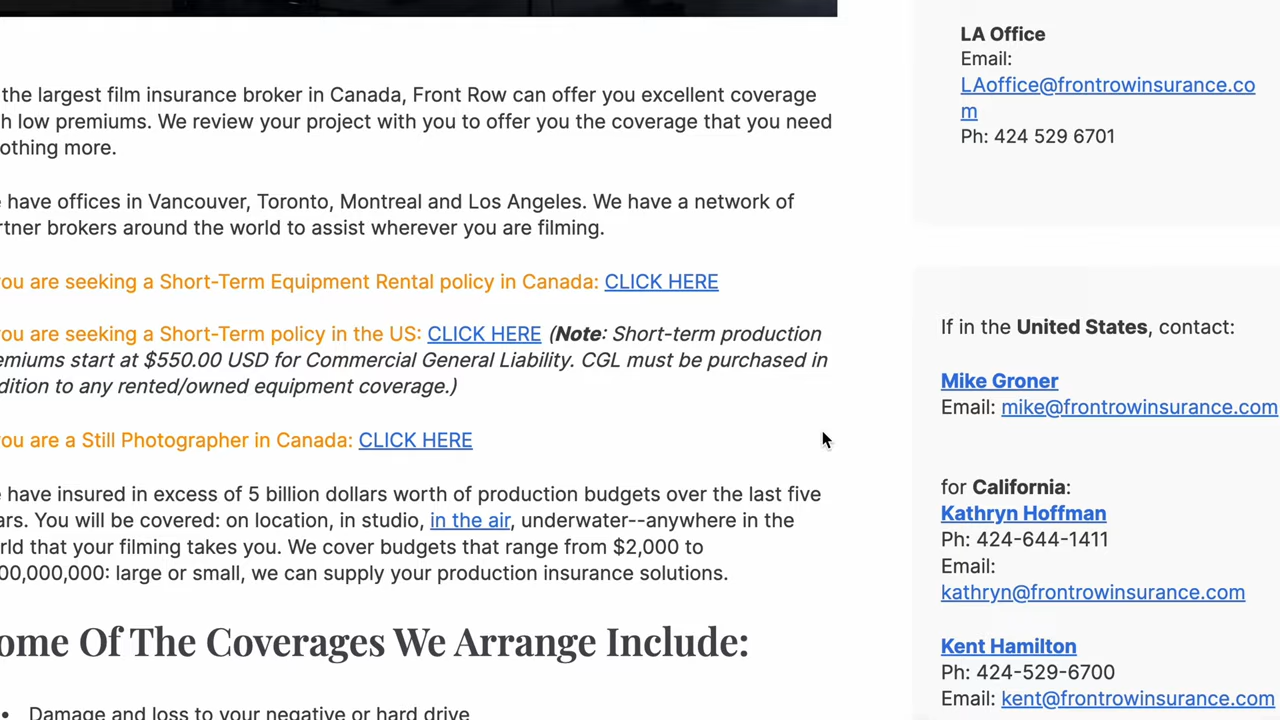 the largest film insurance broker in Canada, Front Row can offer you excellent coverage
h low premiums. We review your project with you to offer you the coverage that you need
othing more.
have offices in Vancouver, Toronto, Montreal and Los Angeles. We have a network of
rtner brokers around the world to assist wherever you are filming.
ou are seeking a Short-Term Equipment Rental policy in Canada: CLICK HERE
ou are seeking a Short-Term policy in the US: CLICK HERE (Note: Short-term production
emiums start at $550.00 USD for Commercial General Liability. CGL must be purchased in
dition to any rented/owned equipment coverage.)
ou are a Still Photographer in Canada: CLICK HERE
have insured in excess of 5 billion dollars worth of production budgets over the last five
ars. You will be covered: on location, in studio, in the air, underwater--anywhere in the
rld that your filming takes you. We cover budgets that range from $2,000 to
00,000,000: large or small, we can supply your production insurance solutions.
ome Of The Coverages We Arrange Include:
• Damage and loss to your negative or hard drive
LA Office
Email:
LAoffice@frontrowinsurance.co
m
Ph: 424 529 6701
If in the United States, contact:
Mike Groner
Email: mike@frontrowinsurance.com
for California:
Kathryn Hoffman
Ph: 424-644-1411
Email:
kathryn@frontrowinsurance.com
Kent Hamilton
Ph: 424-529-6700
Email: kent@frontrowinsurance.com